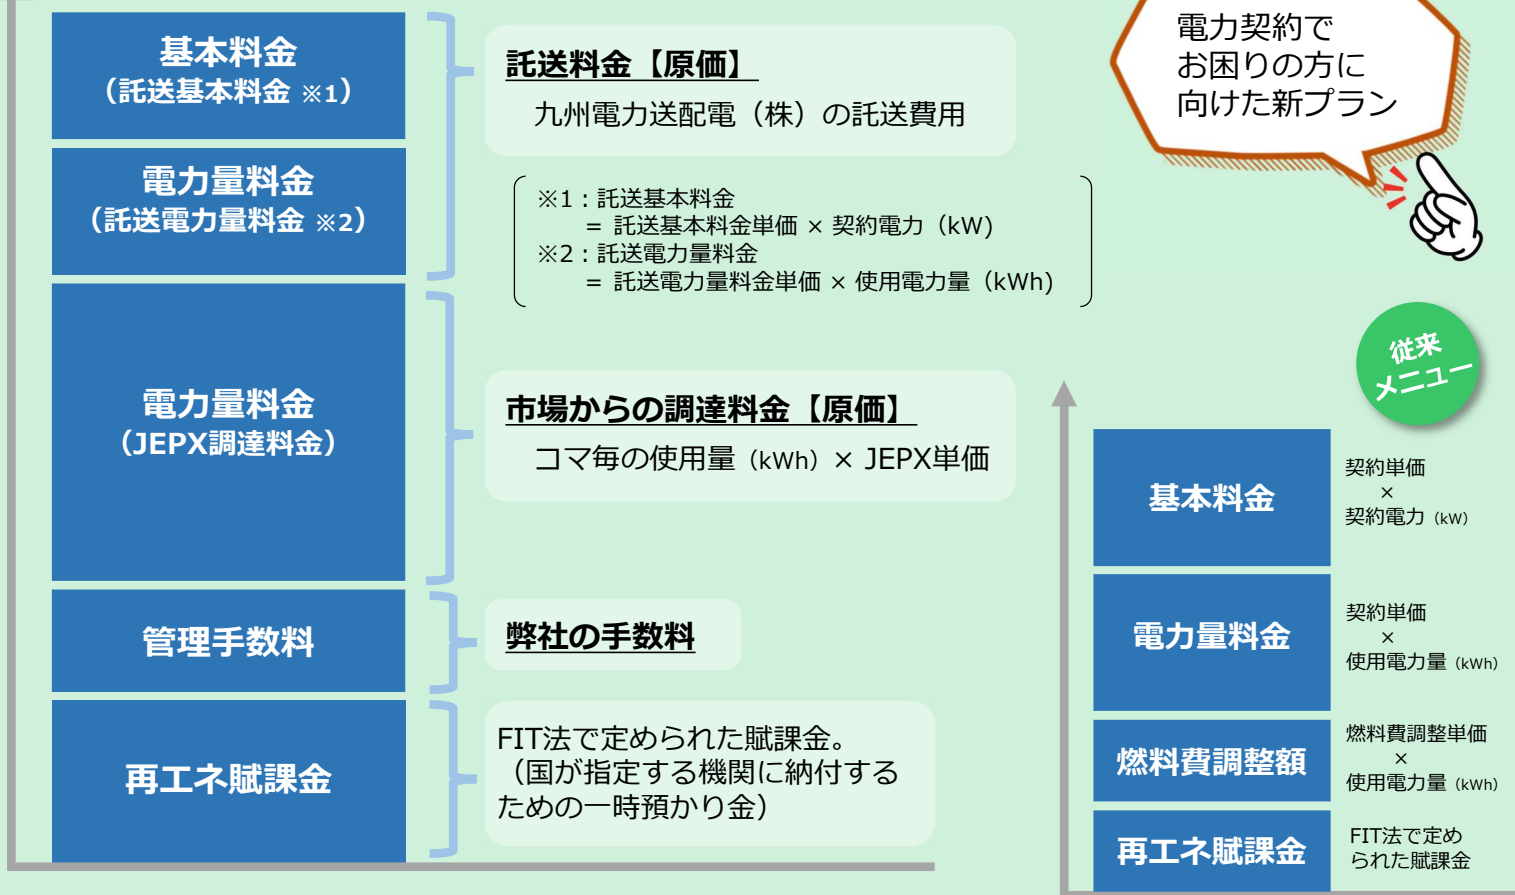 基本料金
（託送基本料金 ※1）
電力量料金
（託送電力量料金 ※2）
電力量料金
（JEPX調達料金）
管理手数料
再エネ賦課金
託送料金【原価】
九州電力送配電（株）の託送費用
※1：託送基本料金
= 託送基本料金単価 × 契約電力（kW)
※2：託送電力量料金
= 託送電力量料金単価 × 使用電力量（kWh)
市場からの調達料金【原価】
コマ毎の使用量（kWh）× JEPX単価
弊社の手数料
FIT法で定められた賦課金。
（国が指定する機関に納付する
ための一時預かり金）
電力契約で
お困りの方に
向けた新プラン
従来
メニュー
基本料金
契約単価
×
契約電力（kW）
電力量料金
契約単価
×
使用電力量（kWh）
燃料費調整額
燃料費調整単価
×
使用電力量（kWh）
再エネ賦課金
FIT法で定め
られた賦課金